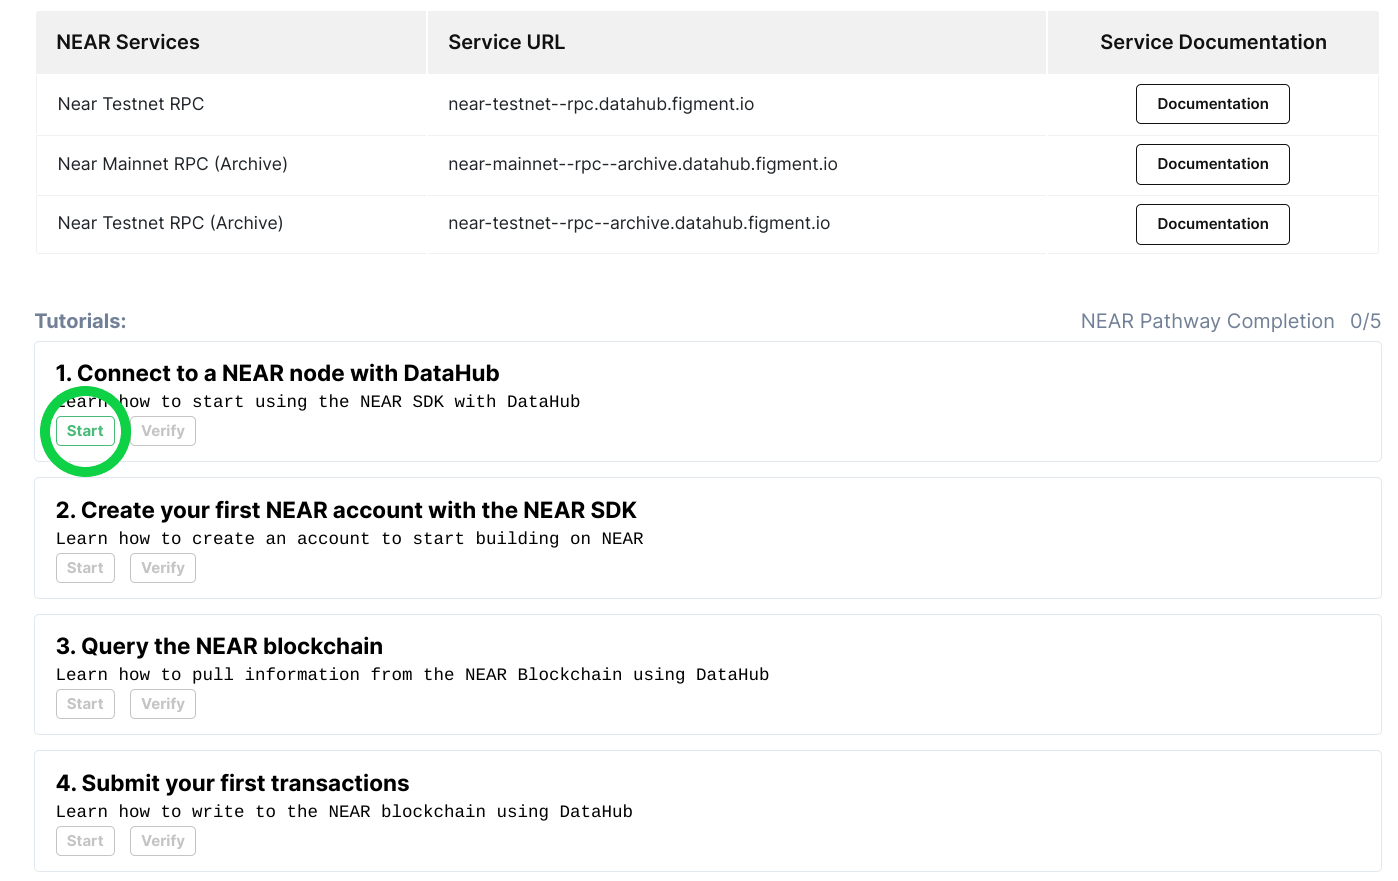 NEAR Services Service URL Service Documentation
Near Testnet RPC near-testnet--rpc.datahub.figment.io Documentation
Near Mainnet RPC (Archive) near-mainnet--rpc--archive.datahub.figment.io Documentation
Near Testnet RPC (Archive) near-testnet--rpc--archive.datahub.figment.io Documentation
Tutorials: NEAR Pathway Completion 0/5
1. Connect to a NEAR node with DataHub
Learn how to start using the NEAR SDK with DataHub
Start Verify
2. Create your first NEAR account with the NEAR SDK
Learn how to create an account to start building on NEAR
Start Verify
3. Query the NEAR blockchain
Learn how to pull information from the NEAR Blockchain using DataHub
Start Verify
4. Submit your first transactions
Learn how to write to the NEAR blockchain using DataHub
Start Verify